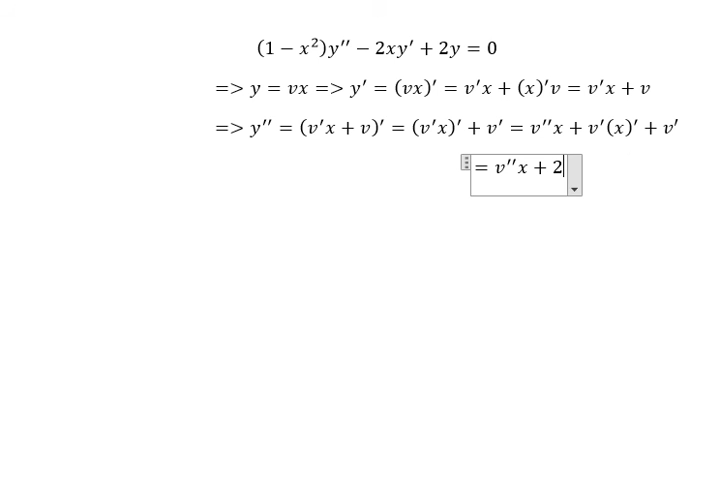 (1 − x²)y′′ − 2xy′ + 2y = 0
=> y = vx => y′ = (vx)′ = v′x + (x)′v = v′x + v
=> y′′ = (v′x + v)′ = (v′x)′ + v′ = v′′x + v′(x)′ + v′
= v′′x + 2